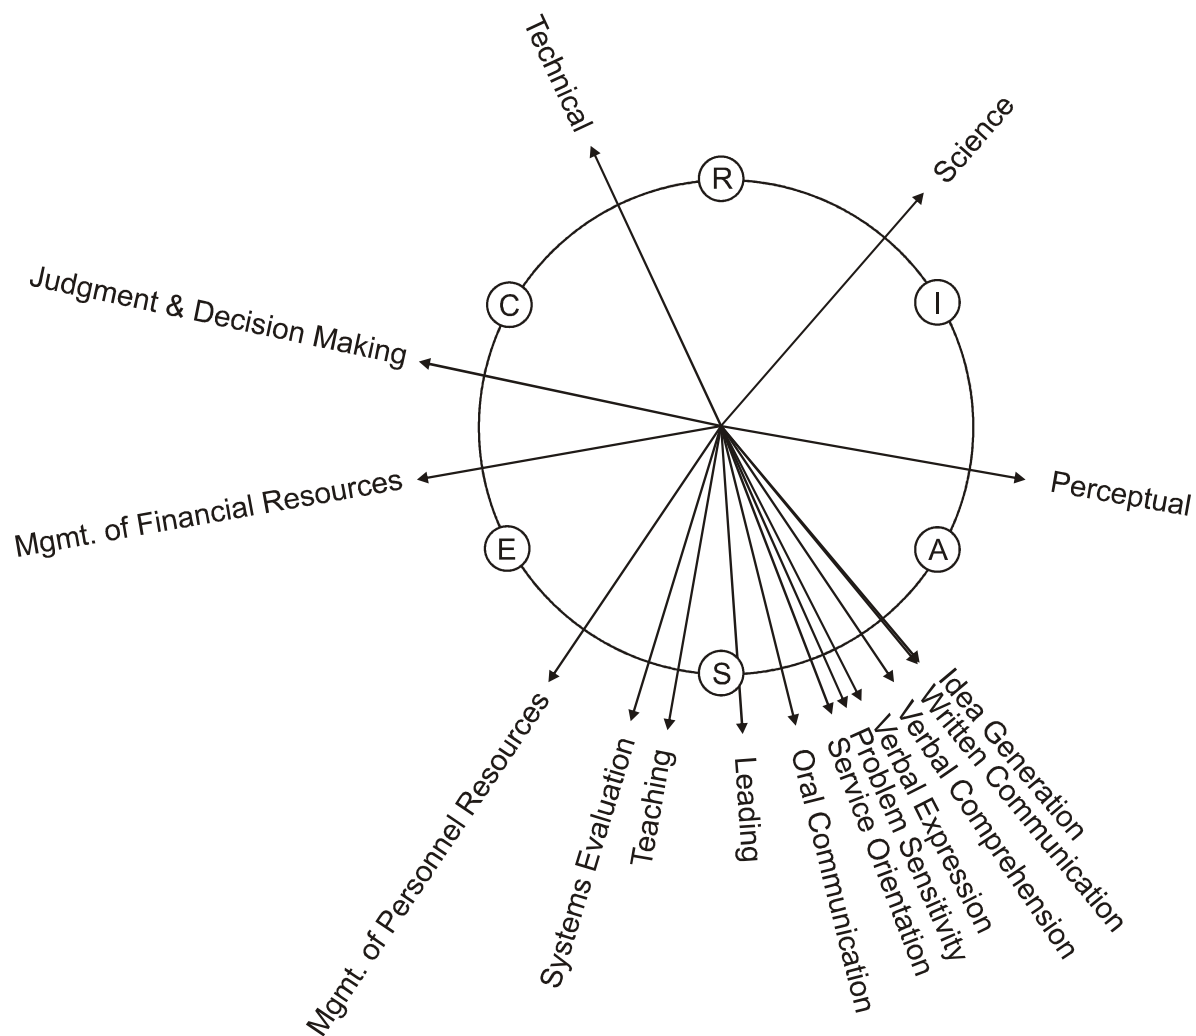 Technical
Science
R
Judgment & Decision Making
C
I
Mgmt. of Financial Resources
Perceptual
E
A
S
Mgmt. of Personnel Resources
Systems Evaluation
Teaching
Leading
Oral Communication
Service Orientation
Problem Sensitivity
Verbal Expression
Verbal Comprehension
Written Communication
Idea Generation